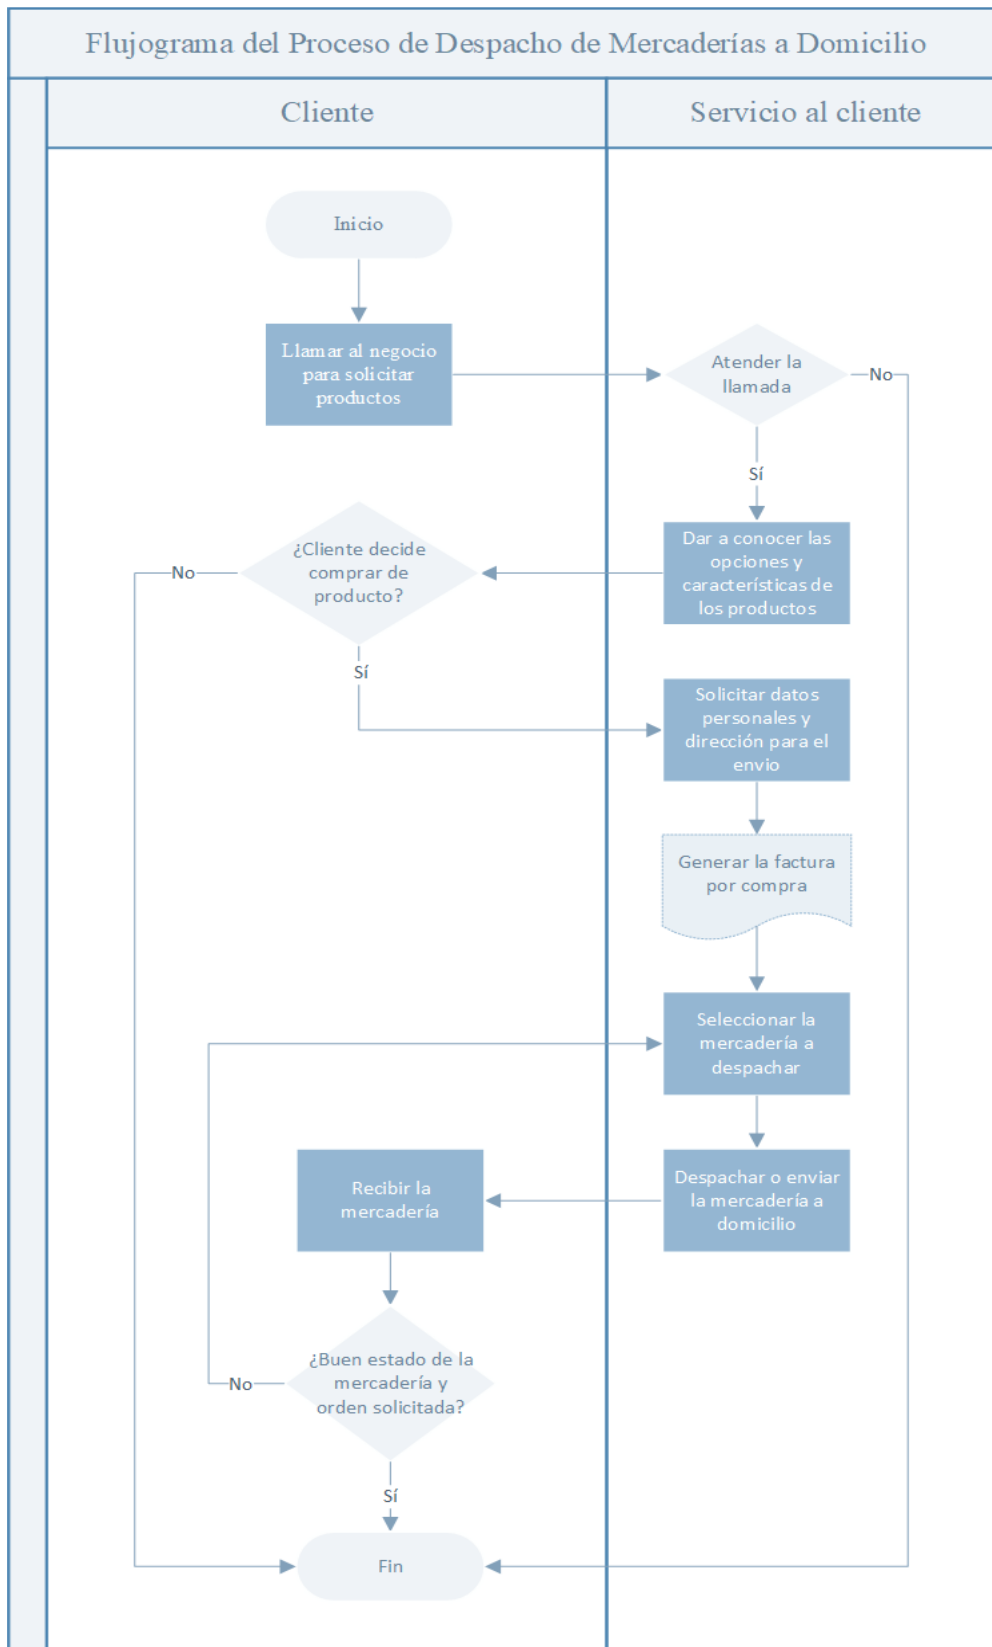 Flujograma del Proceso de Despacho de Mercaderías a Domicilio
Cliente
Servicio al cliente
Inicio
Llamar al negocio
para solicitar
productos
Atender la
llamada
No
Sí
Dar a conocer las
opciones y
características de
los productos
¿Cliente decide
comprar de
producto?
No
Sí
Solicitar datos
personales y
dirección para el
envio
Generar la factura
por compra
Seleccionar la
mercadería a
despachar
Despachar o enviar
la mercadería a
domicilio
Recibir la
mercadería
¿Buen estado de la
mercadería y
orden solicitada?
No
Sí
Fin